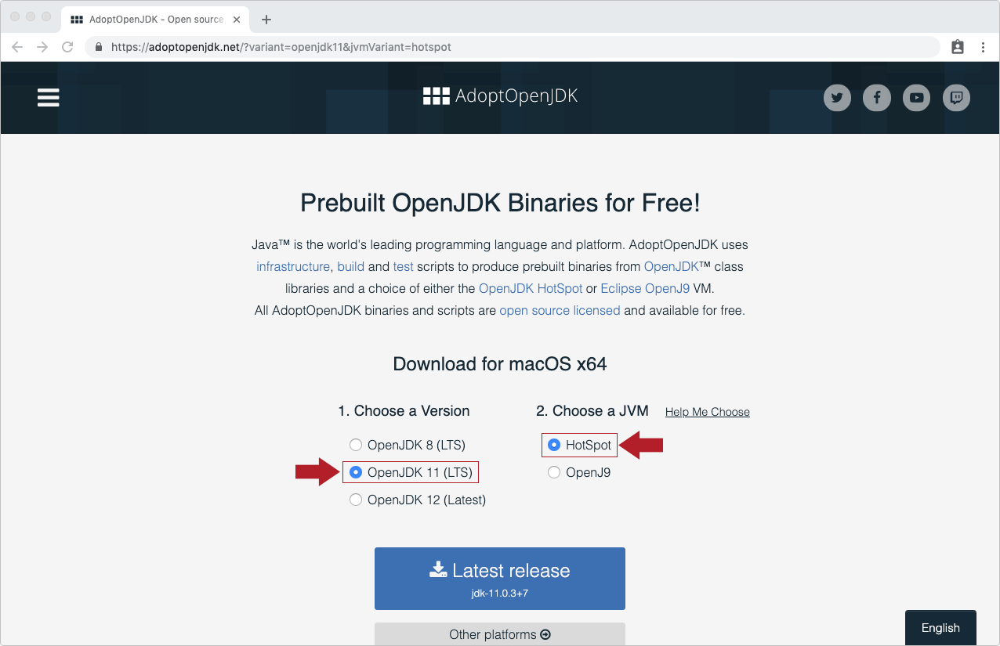 AdoptOpenJDK - Open source,
https://adoptopenjdk.net/?variant=openjdk11&jvmVariant=hotspot
AdoptOpenJDK
Prebuilt OpenJDK Binaries for Free!
Java™ is the world's leading programming language and platform. AdoptOpenJDK uses
infrastructure, build and test scripts to produce prebuilt binaries from OpenJDK™ class
libraries and a choice of either the OpenJDK HotSpot or Eclipse OpenJ9 VM.
All AdoptOpenJDK binaries and scripts are open source licensed and available for free.
Download for macOS x64
1. Choose a Version
2. Choose a JVM Help Me Choose
OpenJDK 8 (LTS)
HotSpot
OpenJDK 11 (LTS)
OpenJ9
OpenJDK 12 (Latest)
Latest release
jdk-11.0.3+7
Other platforms
English